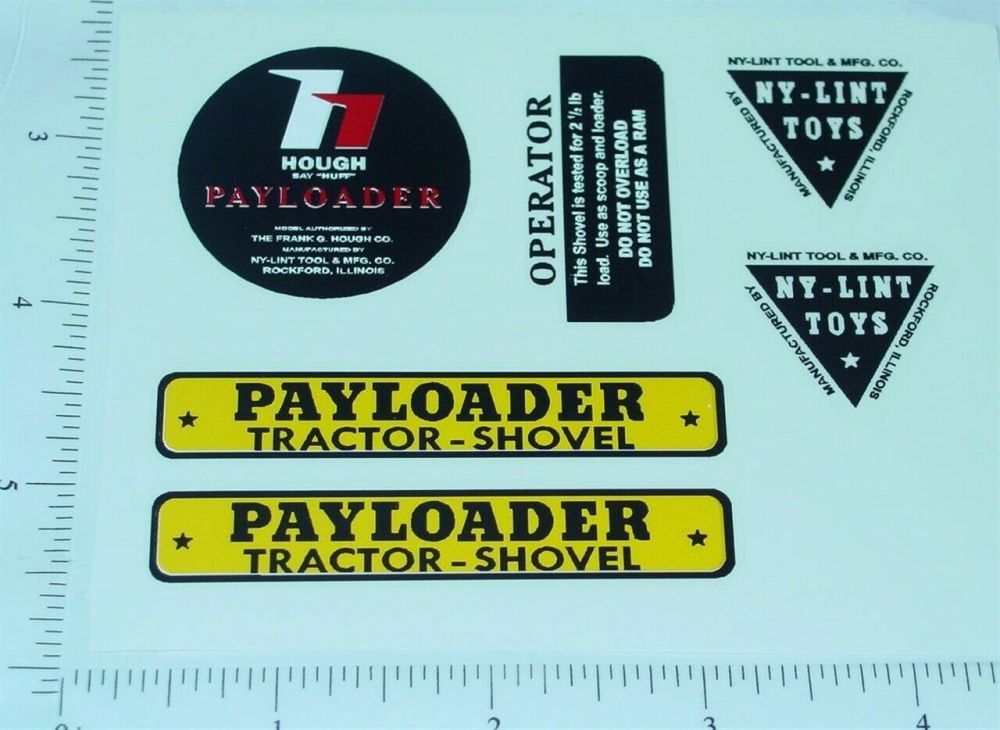 HOUGH
SAY "HUFF"
PAYLOADER
MODEL AUTHORIZED BY
THE FRANK G. HOUGH CO.
MANUFACTURED BY
NY-LINT TOOL & MFG. CO.
ROCKFORD, ILLINOIS
OPERATOR
This Shovel is tested for 2 ½ lb
load. Use as scoop and loader.
DO NOT OVERLOAD
DO NOT USE AS A RAM
NY-LINT TOOL & MFG. CO.
NY-LINT
TOYS
MANUFACTURED BY
ROCKFORD, ILLINOIS
NY-LINT TOOL & MFG. CO.
NY-LINT
TOYS
MANUFACTURED BY
ROCKFORD, ILLINOIS
PAYLOADER
TRACTOR-SHOVEL
PAYLOADER
TRACTOR-SHOVEL
3
4
5
1
2
3
4